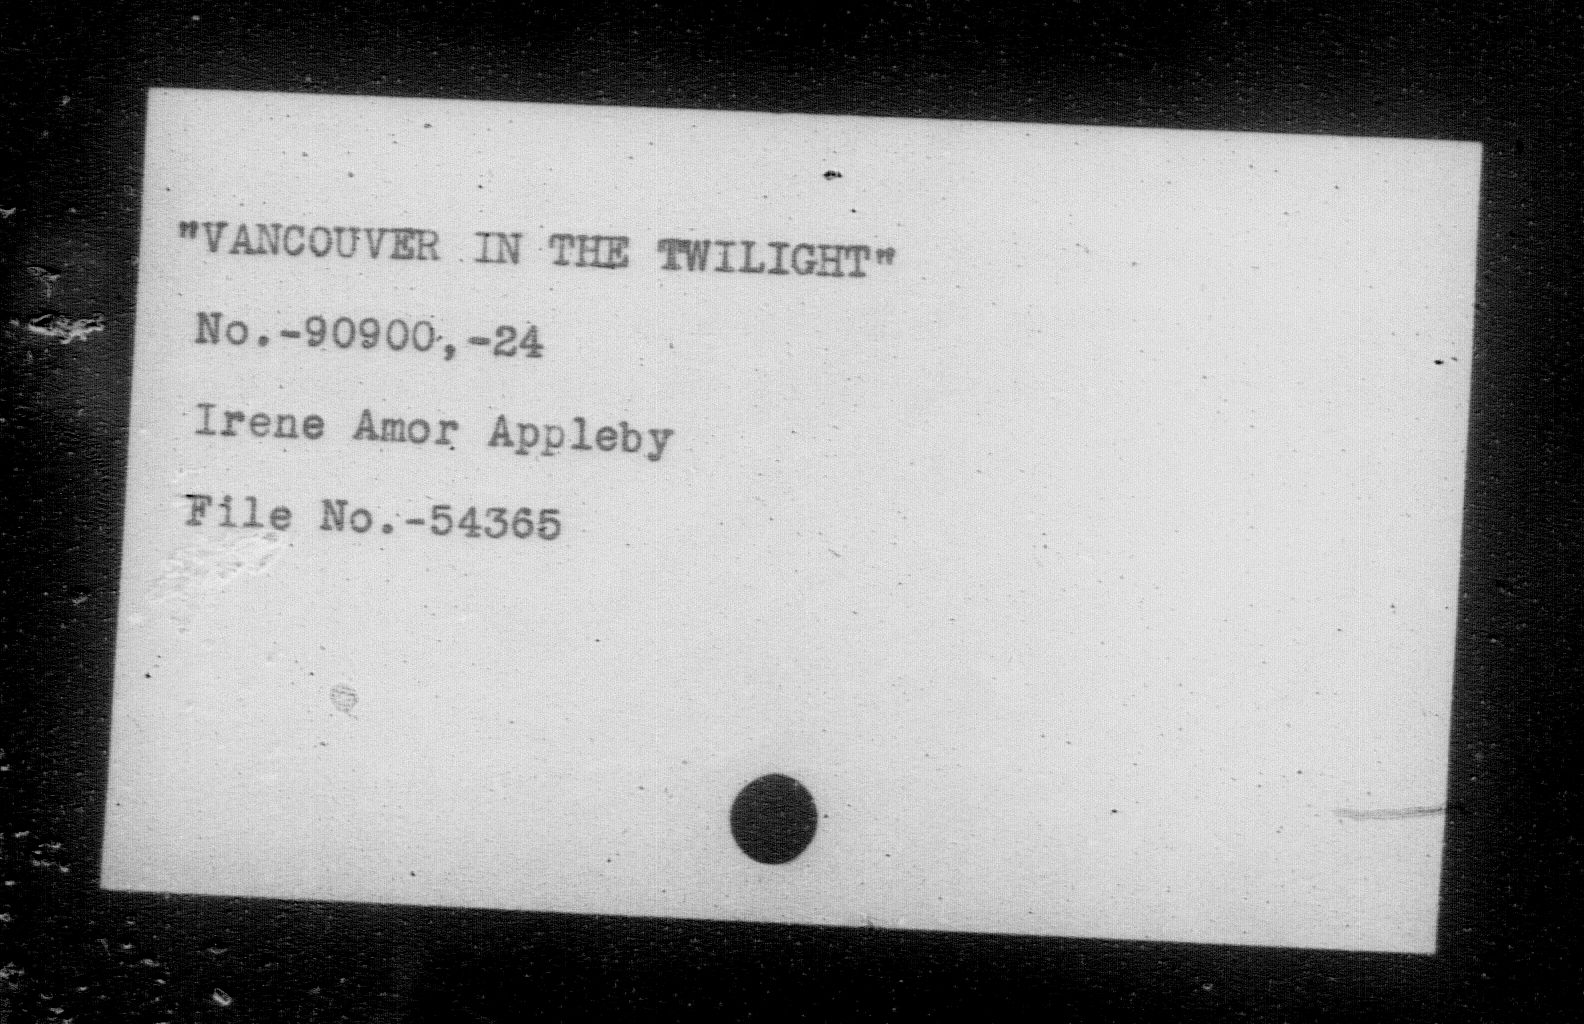 "VANCOUVER IN THE TWILIGHT"
No.-90900,-24
Irene Amor Appleby
File No.-54365